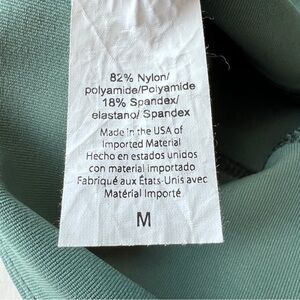 82% Nylon/
polyamide/Polyamide
18% Spandex/
elastano/ Spandex
Made in the USA of
Imported Material
Hecho en estados unidos
con material importado
Fabriqué aux États-Unis avec
Matérial Importé
M